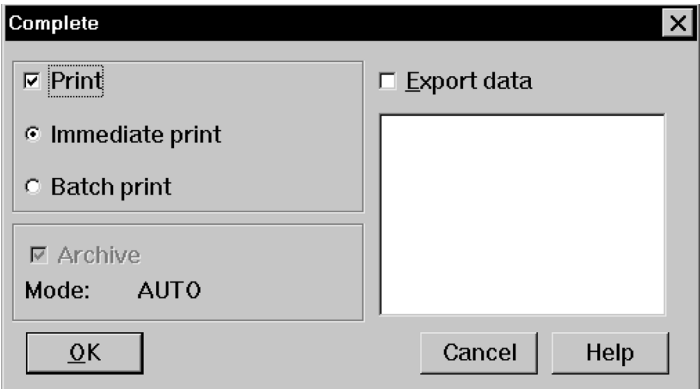 Complete
Print
Export data
Immediate print
Batch print
Archive
Mode: AUTO
OK
Cancel
Help